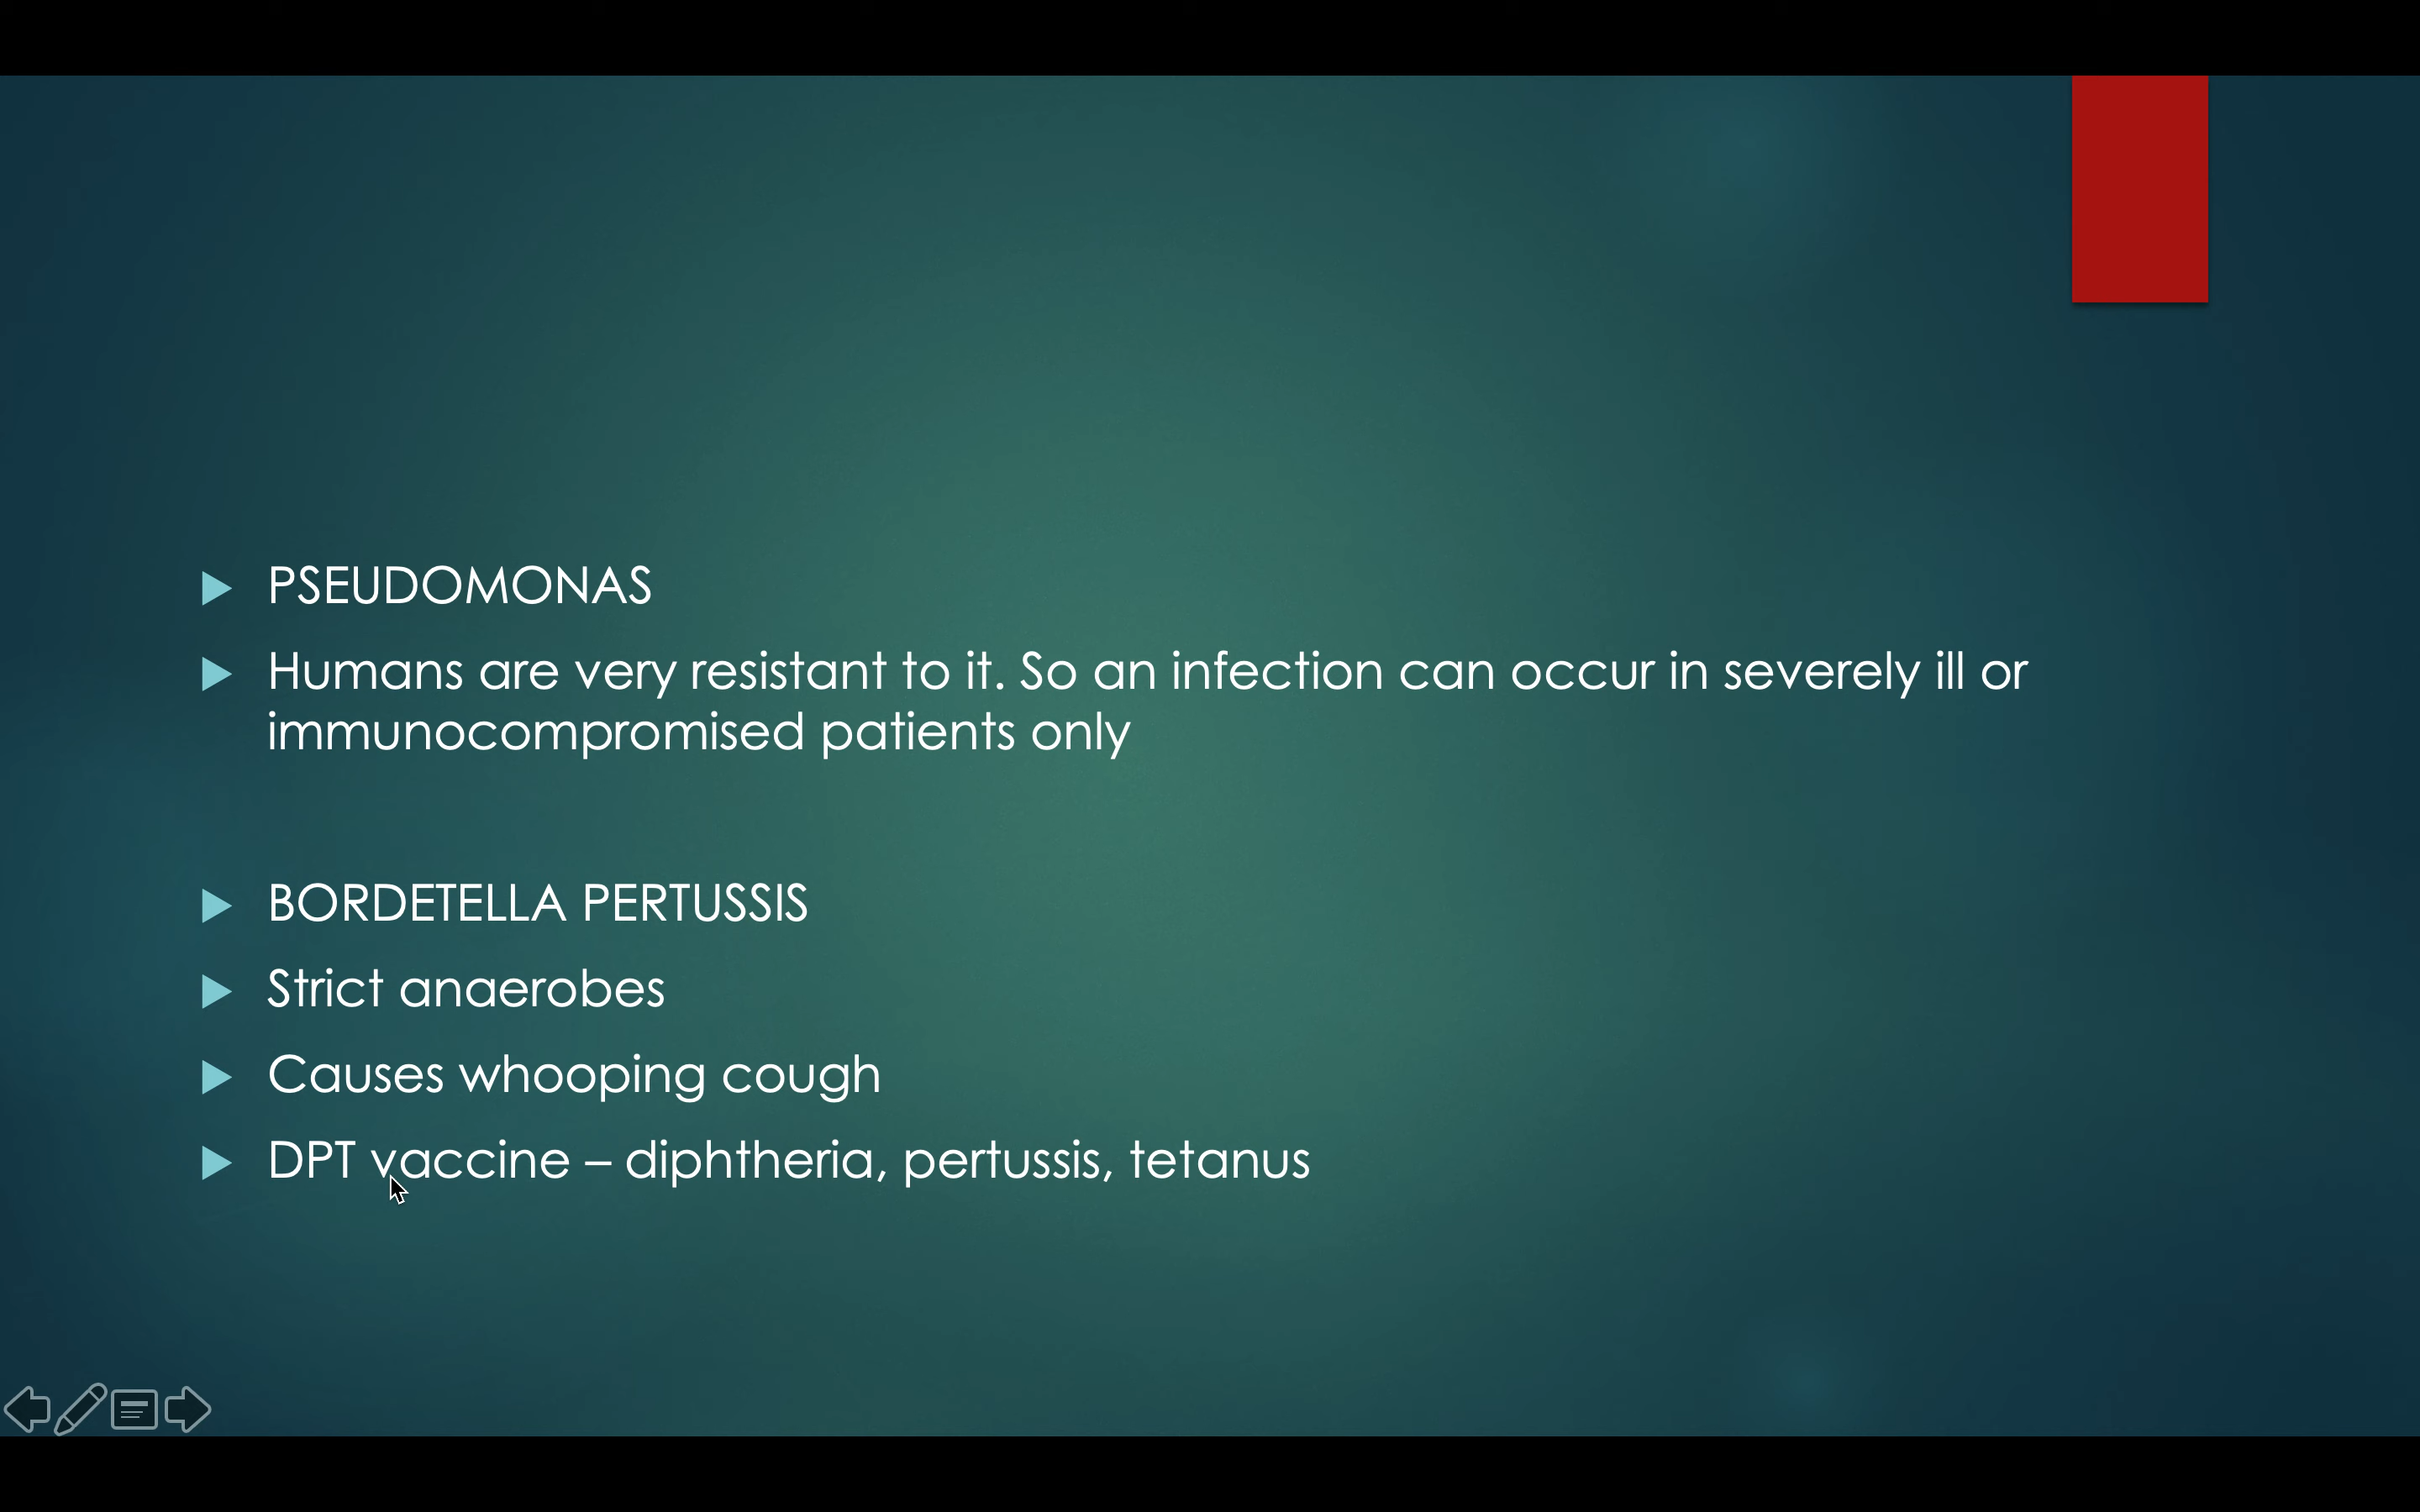 PSEUDOMONAS
Humans are very resistant to it. So an infection can occur in severely ill or
immunocompromised patients only
BORDETELLA PERTUSSIS
Strict anaerobes
Causes whooping cough
DPT vaccine – diphtheria, pertussis, tetanus